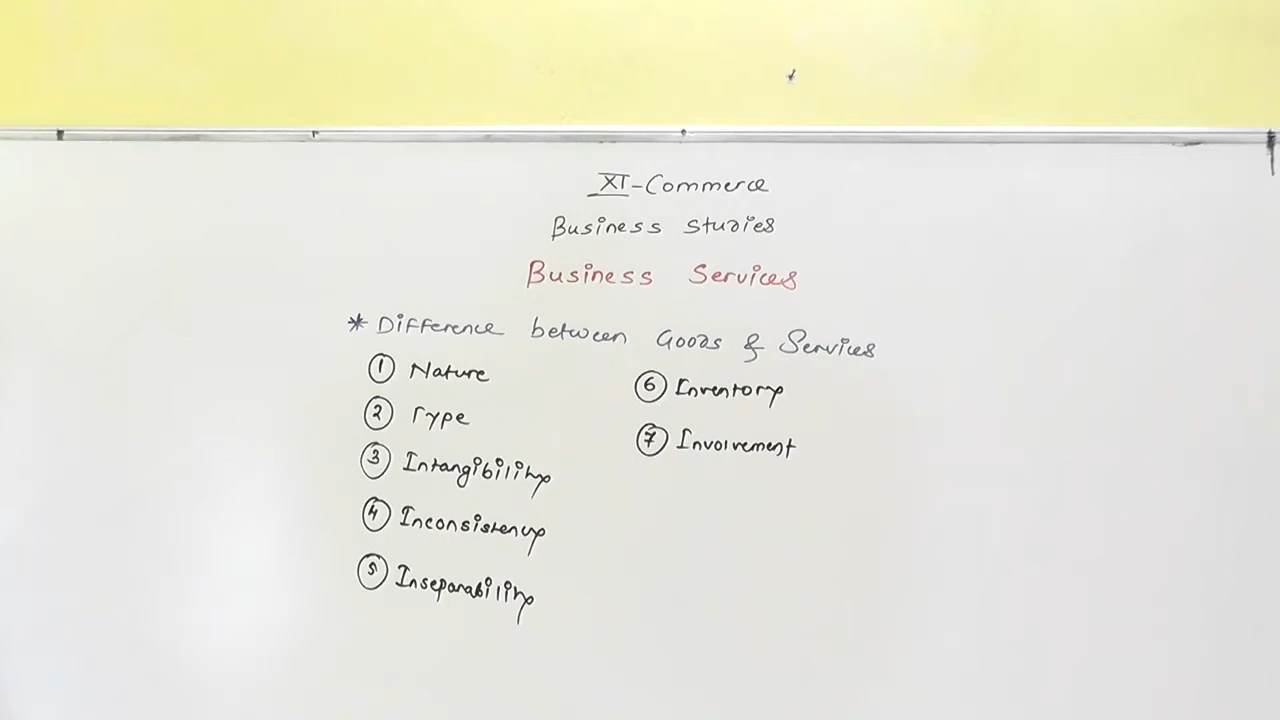 XI-Commerce
Business Studies
Business Services
* Difference between Goods & Services
① Nature
② Type
③ Intangibility
④ Inconsistency
⑤ Inseparability
⑥ Inventory
⑦ Involvement